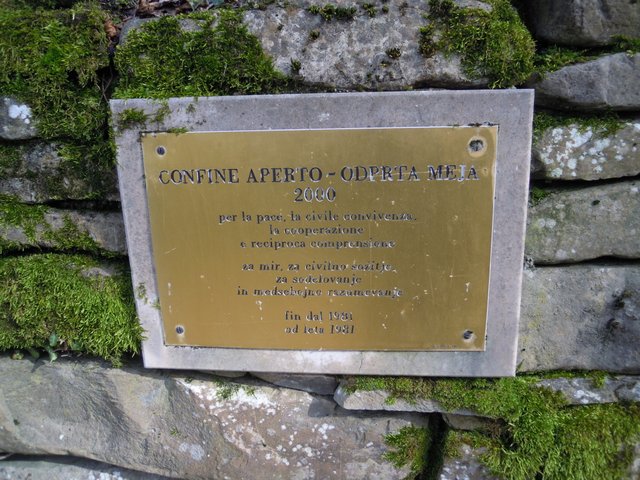 CONFINE APERTO - ODPRTA MEJA
2000
per la pace, la civile convivenza,
la cooperazione
e reciproca comprensione
za mir, za civilno sožitje,
za sodelovanje
in medsebojno razumevanje
fin dal 1981
od leta 1981